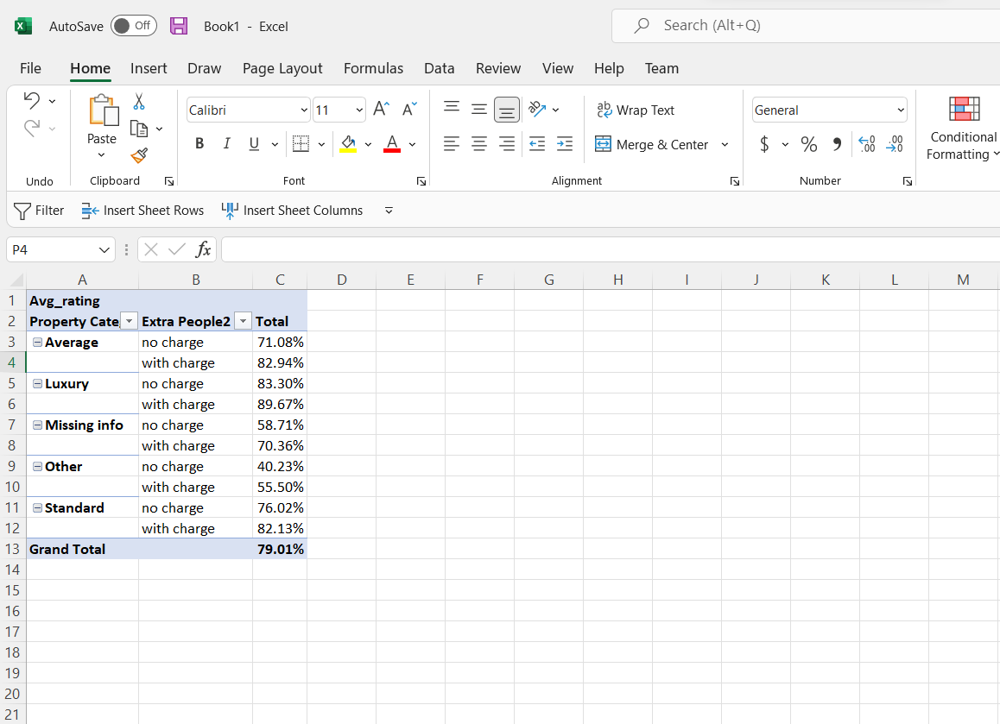 AutoSave Off Book1 - Excel Search (Alt+Q)
File Home Insert Draw Page Layout Formulas Data Review View Help Team
Calibri 11 A^ Aˇ ab Wrap Text General
Paste B I U A Merge & Center $ % , .00 .00 Conditional Formatting
Undo Clipboard Font Alignment Number
Filter Insert Sheet Rows Insert Sheet Columns
P4 fx
A B C D E F G H I J K L M
1 Avg_rating
2 Property Cate Extra People2 Total
3 Average no charge 71.08%
4 with charge 82.94%
5 Luxury no charge 83.30%
6 with charge 89.67%
7 Missing info no charge 58.71%
8 with charge 70.36%
9 Other no charge 40.23%
10 with charge 55.50%
11 Standard no charge 76.02%
12 with charge 82.13%
13 Grand Total 79.01%
14
15
16
17
18
19
20
21